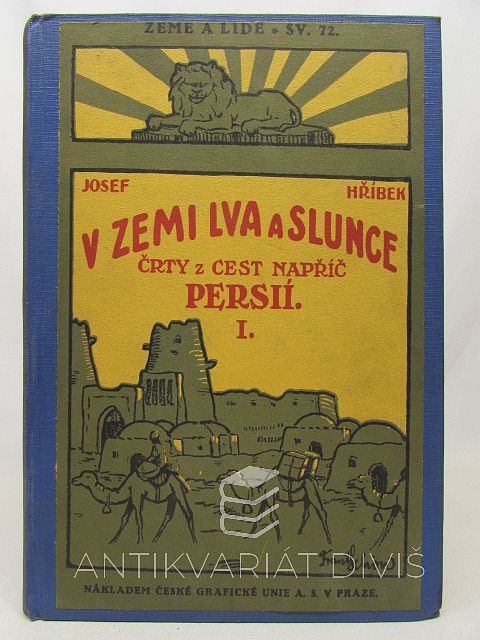 ZEMĚ A LIDÉ • SV. 72.
JOSEF HŘÍBEK
V ZEMI LVA A SLUNCE
ČRTY Z CEST NAPŘÍČ
PERSIÍ.
I.
ANTIKVARIÁT DIVIŠ
NÁKLADEM ČESKÉ GRAFICKÉ UNIE A. S. V PRAZE.